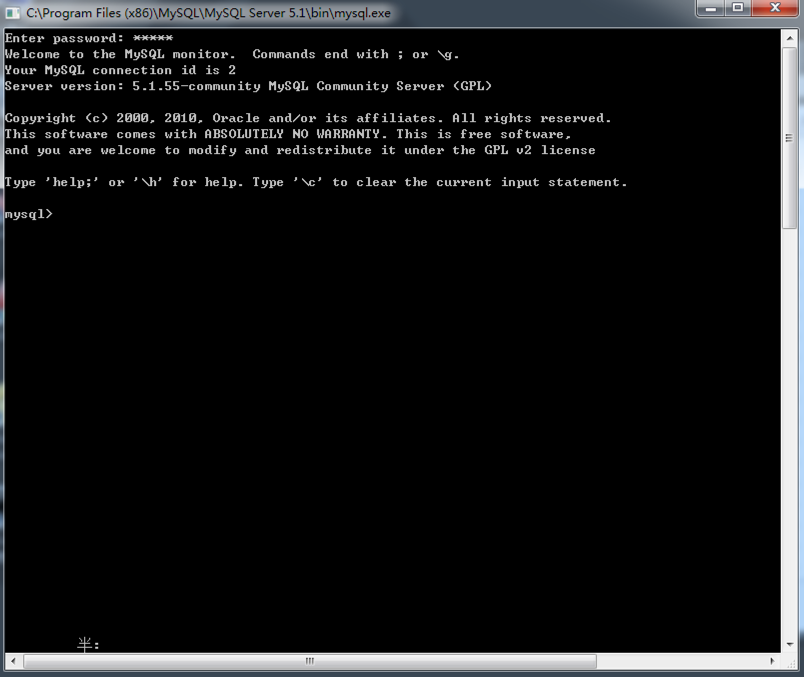 C:\Program Files (x86)\MySQL\MySQL Server 5.1\bin\mysql.exe
Enter password: *****
Welcome to the MySQL monitor.  Commands end with ; or \g.
Your MySQL connection id is 2
Server version: 5.1.55-community MySQL Community Server (GPL)
Copyright (c) 2000, 2010, Oracle and/or its affiliates. All rights reserved.
This software comes with ABSOLUTELY NO WARRANTY. This is free software,
and you are welcome to modify and redistribute it under the GPL v2 license
Type 'help;' or '\h' for help. Type '\c' to clear the current input statement.
mysql>
半: